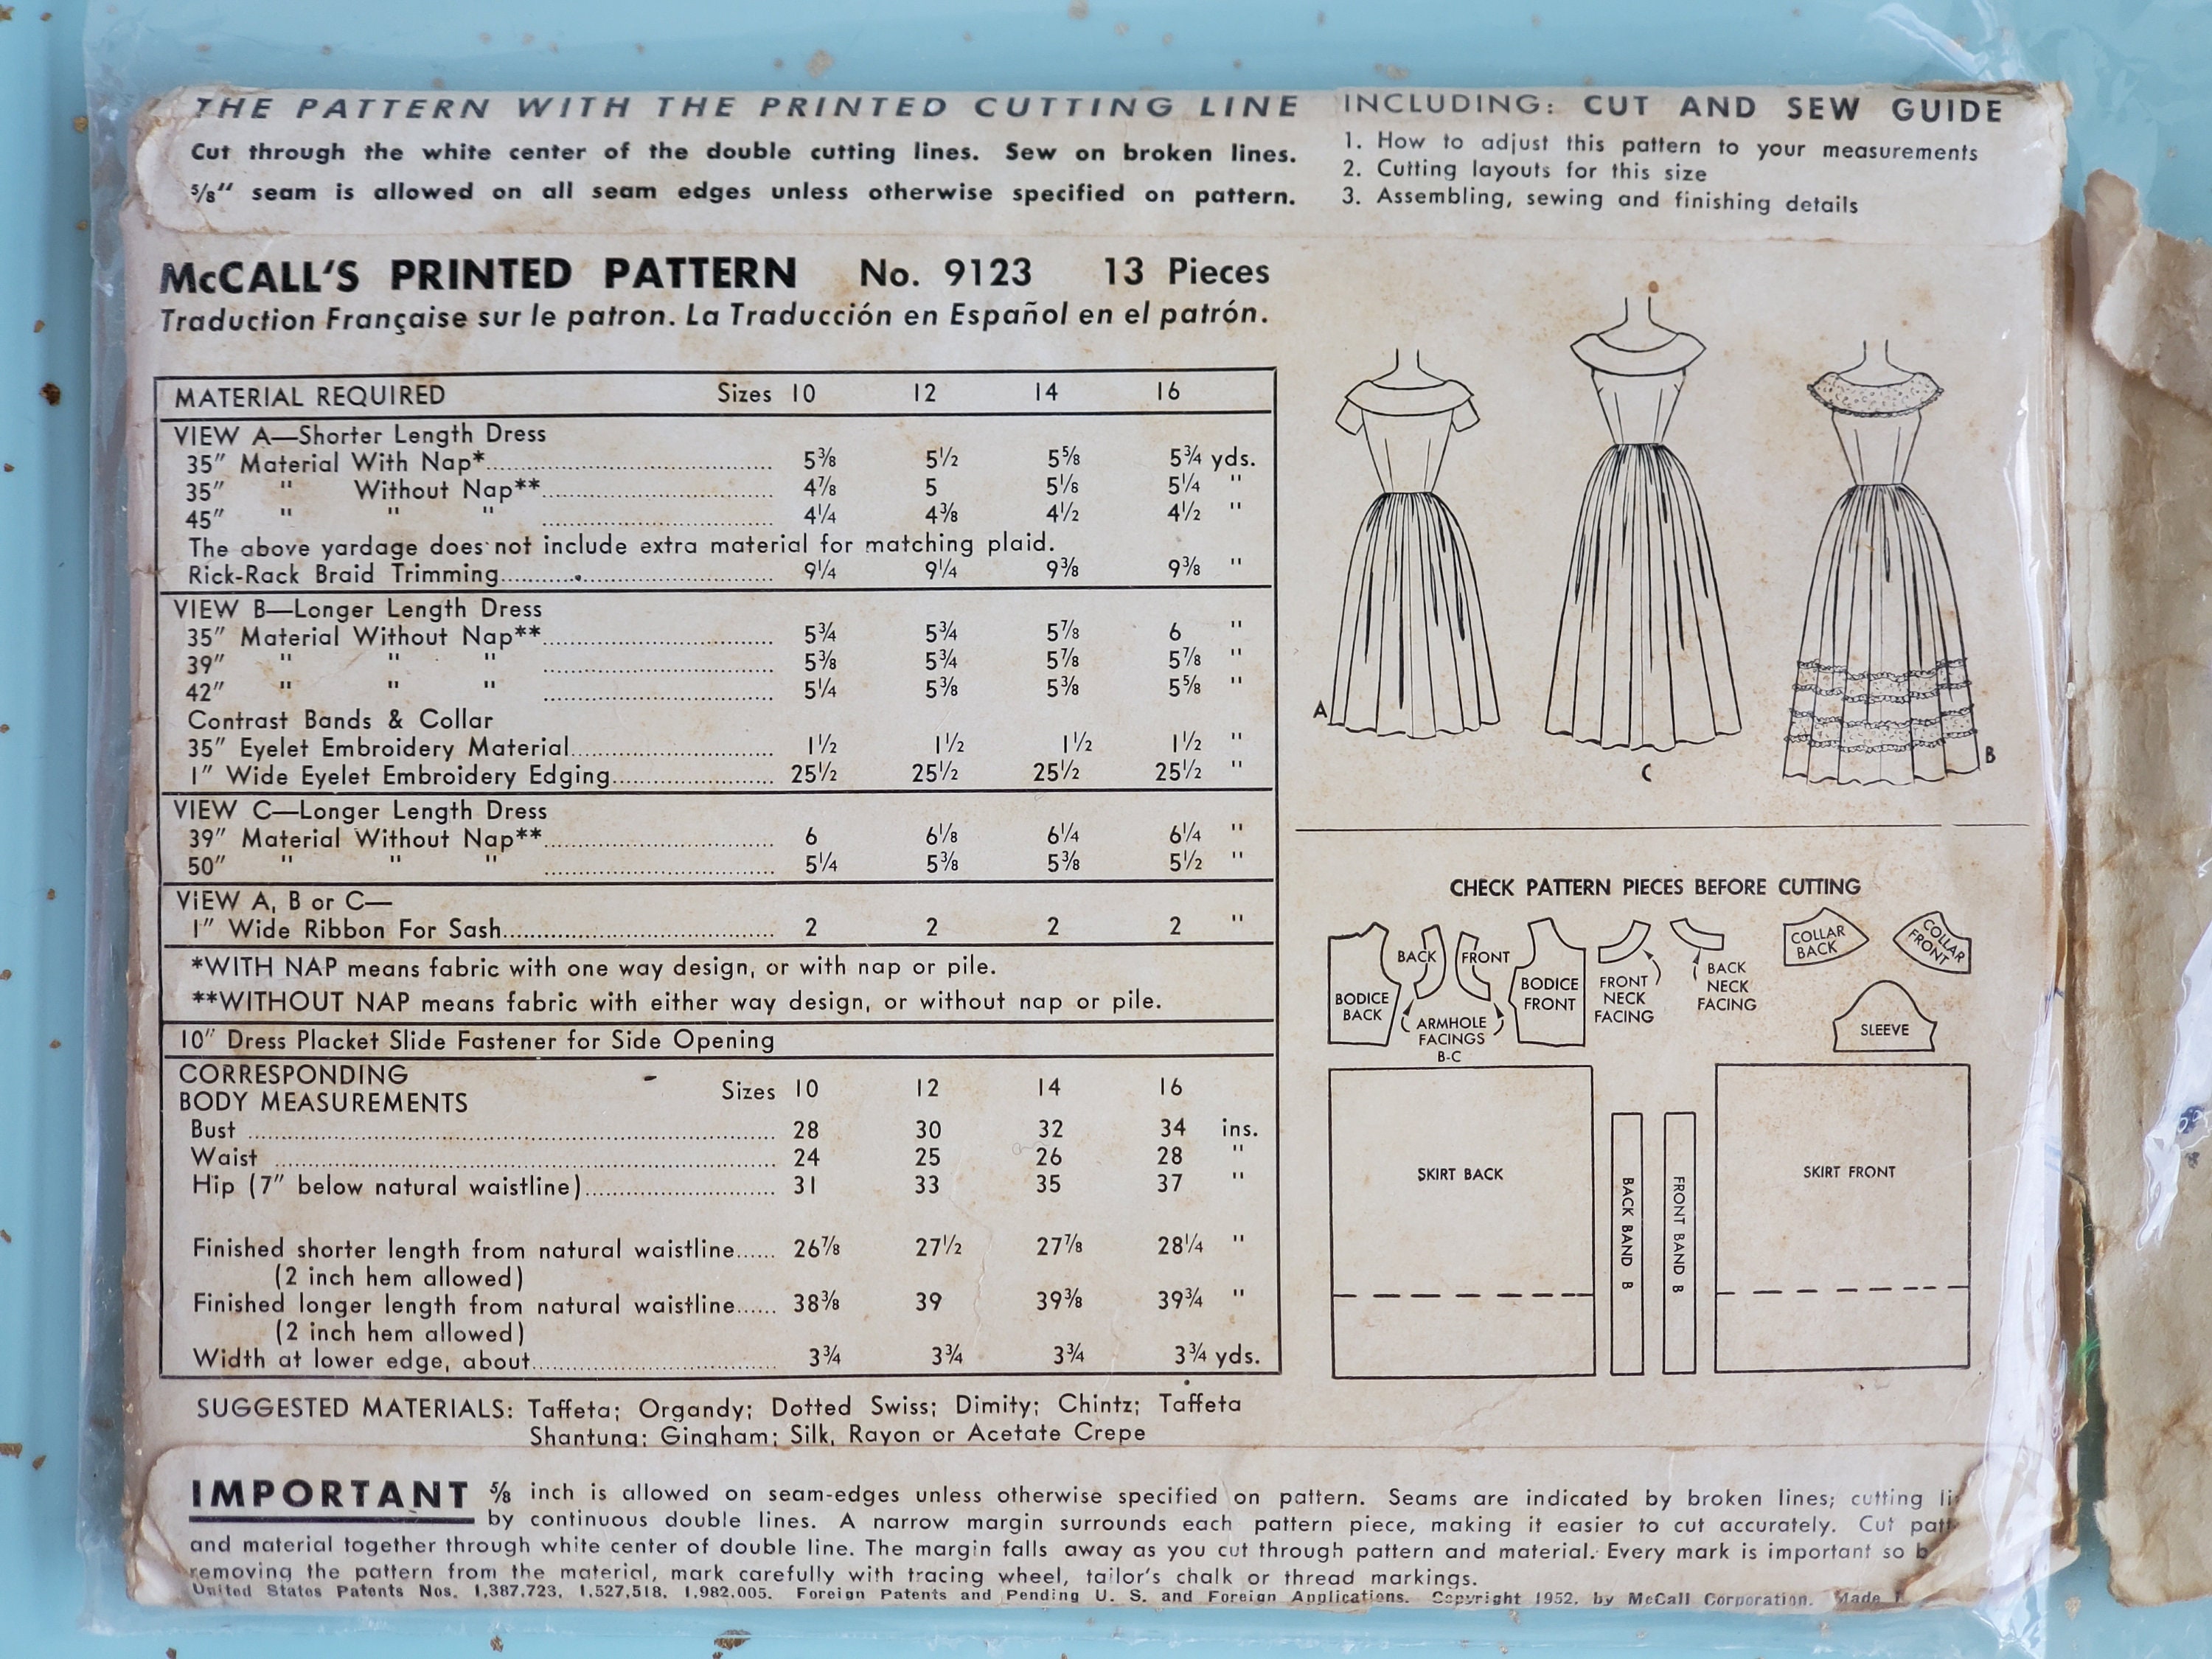 THE PATTERN WITH THE PRINTED CUTTING LINE
Cut through the white center of the double cutting lines. Sew on broken lines.
5/8" seam is allowed on all seam edges unless otherwise specified on pattern.
INCLUDING: CUT AND SEW GUIDE
1. How to adjust this pattern to your measurements
2. Cutting layouts for this size
3. Assembling, sewing and finishing details
McCALL'S PRINTED PATTERN No. 9123 13 Pieces
Traduction Française sur le patron. La Traducción en Español en el patrón.
MATERIAL REQUIRED Sizes 10 12 14 16
VIEW A—Shorter Length Dress
35" Material With Nap* 5 3/8 5 1/2 5 5/8 5 3/4 yds.
35" " Without Nap** 4 7/8 5 5 1/8 5 1/4 "
45" " " " 4 1/4 4 3/8 4 1/2 4 1/2 "
The above yardage does not include extra material for matching plaid.
Rick-Rack Braid Trimming 9 1/4 9 1/4 9 3/8 9 3/8 "
VIEW B—Longer Length Dress
35" Material Without Nap** 5 3/4 5 3/4 5 7/8 6 "
39" " " " 5 3/8 5 3/4 5 7/8 5 7/8 "
42" " " " 5 1/4 5 3/8 5 3/8 5 5/8 "
Contrast Bands & Collar
35" Eyelet Embroidery Material 1 1/2 1 1/2 1 1/2 1 1/2 "
1" Wide Eyelet Embroidery Edging 25 1/2 25 1/2 25 1/2 25 1/2 "
VIEW C—Longer Length Dress
39" Material Without Nap** 6 6 1/8 6 1/4 6 1/4 "
50" " " " 5 1/4 5 3/8 5 3/8 5 1/2 "
VIEW A, B or C—
1" Wide Ribbon For Sash 2 2 2 2 "
*WITH NAP means fabric with one way design, or with nap or pile.
**WITHOUT NAP means fabric with either way design, or without nap or pile.
10" Dress Placket Slide Fastener for Side Opening
CORRESPONDING
BODY MEASUREMENTS Sizes 10 12 14 16
Bust 28 30 32 34 ins.
Waist 24 25 26 28 "
Hip (7" below natural waistline) 31 33 35 37 "
Finished shorter length from natural waistline 26 7/8 27 1/2 27 7/8 28 1/4 "
(2 inch hem allowed)
Finished longer length from natural waistline 38 3/8 39 39 3/8 39 3/4 "
(2 inch hem allowed)
Width at lower edge, about 3 3/4 3 3/4 3 3/4 3 3/4 yds.
SUGGESTED MATERIALS: Taffeta; Organdy; Dotted Swiss; Dimity; Chintz; Taffeta
Shantung; Gingham; Silk, Rayon or Acetate Crepe
A
C
B
CHECK PATTERN PIECES BEFORE CUTTING
BODICE
BACK
BACK
FRONT
ARMHOLE
FACINGS
B-C
BODICE
FRONT
FRONT
NECK
FACING
BACK
NECK
FACING
COLLAR
BACK
COLLAR
FRONT
SLEEVE
SKIRT BACK
BACK BAND B
FRONT BAND B
SKIRT FRONT
IMPORTANT 5/8 inch is allowed on seam-edges unless otherwise specified on pattern. Seams are indicated by broken lines; cutting
by continuous double lines. A narrow margin surrounds each pattern piece, making it easier to cut accurately. Cut
and material together through white center of double line. The margin falls away as you cut through pattern and material. Every mark is important so
removing the pattern from the material, mark carefully with tracing wheel, tailor's chalk or thread markings.
United States Patents Nos. 1,387,723, 1,527,518, 1,982,005. Foreign Patents and Pending U. S. and Foreign Applications. Copyright 1952, by McCall Corporation. Made